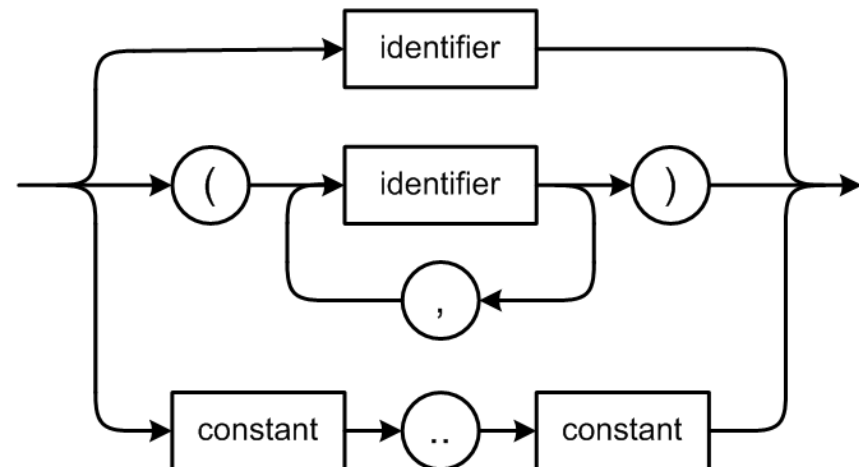 identifier
( identifier )
,
constant .. constant